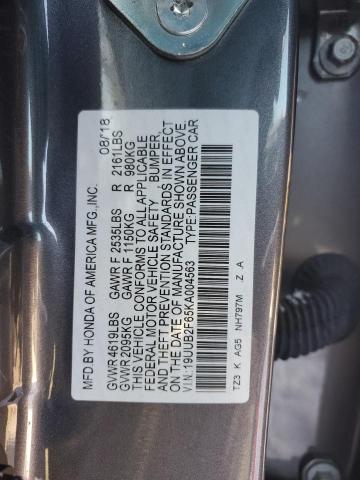 MFD.BY HONDA OF AMERICA MFG.,INC. 08/18
GVWR 4619LBS GAWR F 2535LBS R 2161LBS
GVWR 2095KG GAWR F 1150KG R 980KG
THIS VEHICLE CONFORMS TO ALL APPLICABLE
FEDERAL MOTOR VEHICLE SAFETY BUMPER,
AND THEFT PREVENTION STANDARDS IN EFFECT
ON THE DATE OF MANUFACTURE SHOWN ABOVE.
V.I.N.:19UUB2F65KA004563 TYPE:PASSENGER CAR
TZ3 K AG5 NH797M Z .A